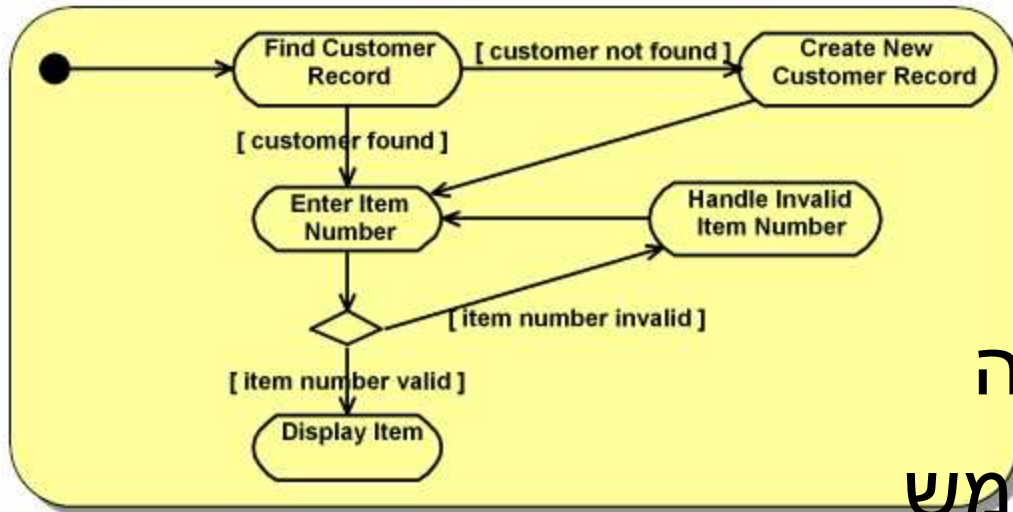 Find Customer
Record
[ customer not found ]
Create New
Customer Record
[ customer found ]
Enter Item
Number
Handle Invalid
Item Number
[ item number invalid ]
[ item number valid ]
Display Item